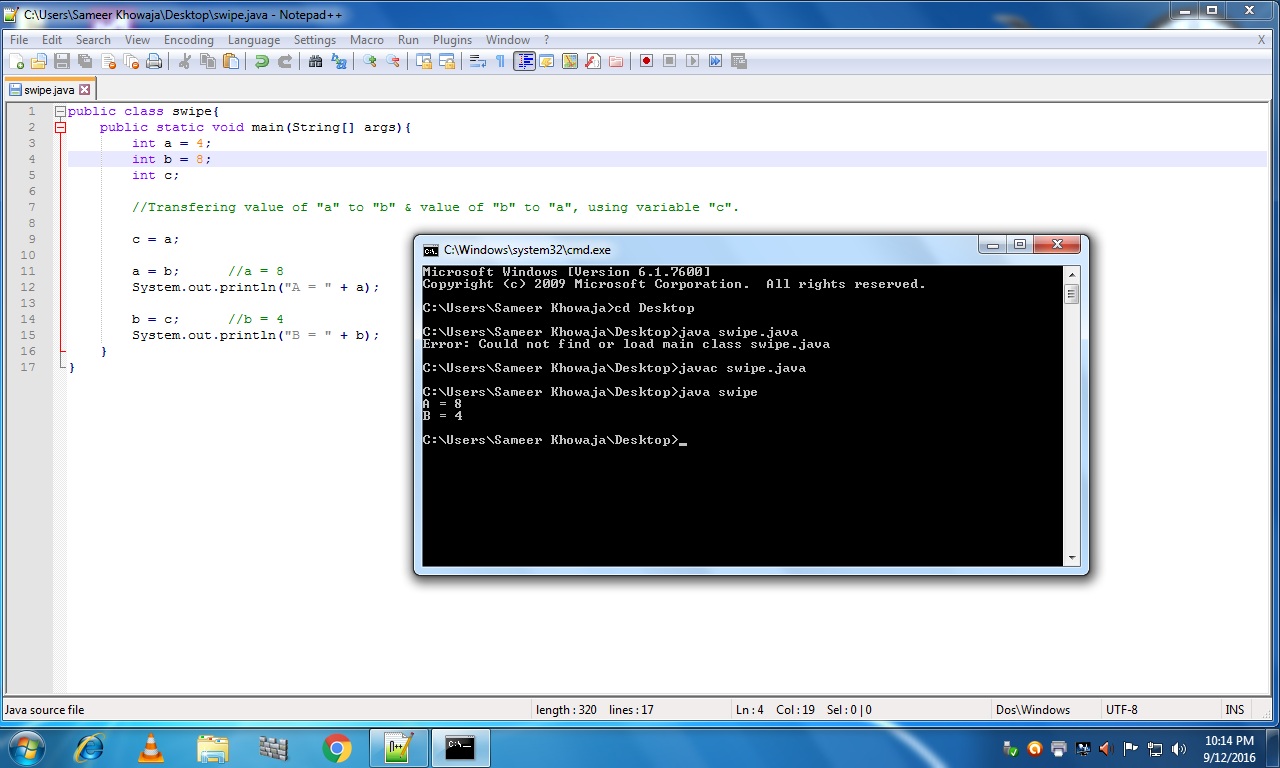 C:\Users\Sameer Khowaja\Desktop\swipe.java - Notepad++
File Edit Search View Encoding Language Settings Macro Run Plugins Window ? X
swipe.java
1 public class swipe{
2 public static void main(String[] args){
3 int a = 4;
4 int b = 8;
5 int c;
6
7 //Transfering value of "a" to "b" & value of "b" to "a", using variable "c".
8
9 c = a;
10
11 a = b; //a = 8
12 System.out.println("A = " + a);
13
14 b = c; //b = 4
15 System.out.println("B = " + b);
16 }
17 }
C:\Windows\system32\cmd.exe
Microsoft Windows [Version 6.1.7600]
Copyright (c) 2009 Microsoft Corporation. All rights reserved.
C:\Users\Sameer Khowaja>cd Desktop
C:\Users\Sameer Khowaja\Desktop>java swipe.java
Error: Could not find or load main class swipe.java
C:\Users\Sameer Khowaja\Desktop>javac swipe.java
C:\Users\Sameer Khowaja\Desktop>java swipe
A = 8
B = 4
C:\Users\Sameer Khowaja\Desktop>_
Java source file length : 320 lines : 17 Ln : 4 Col : 19 Sel : 0 | 0 Dos\Windows UTF-8 INS
10:14 PM
9/12/2016